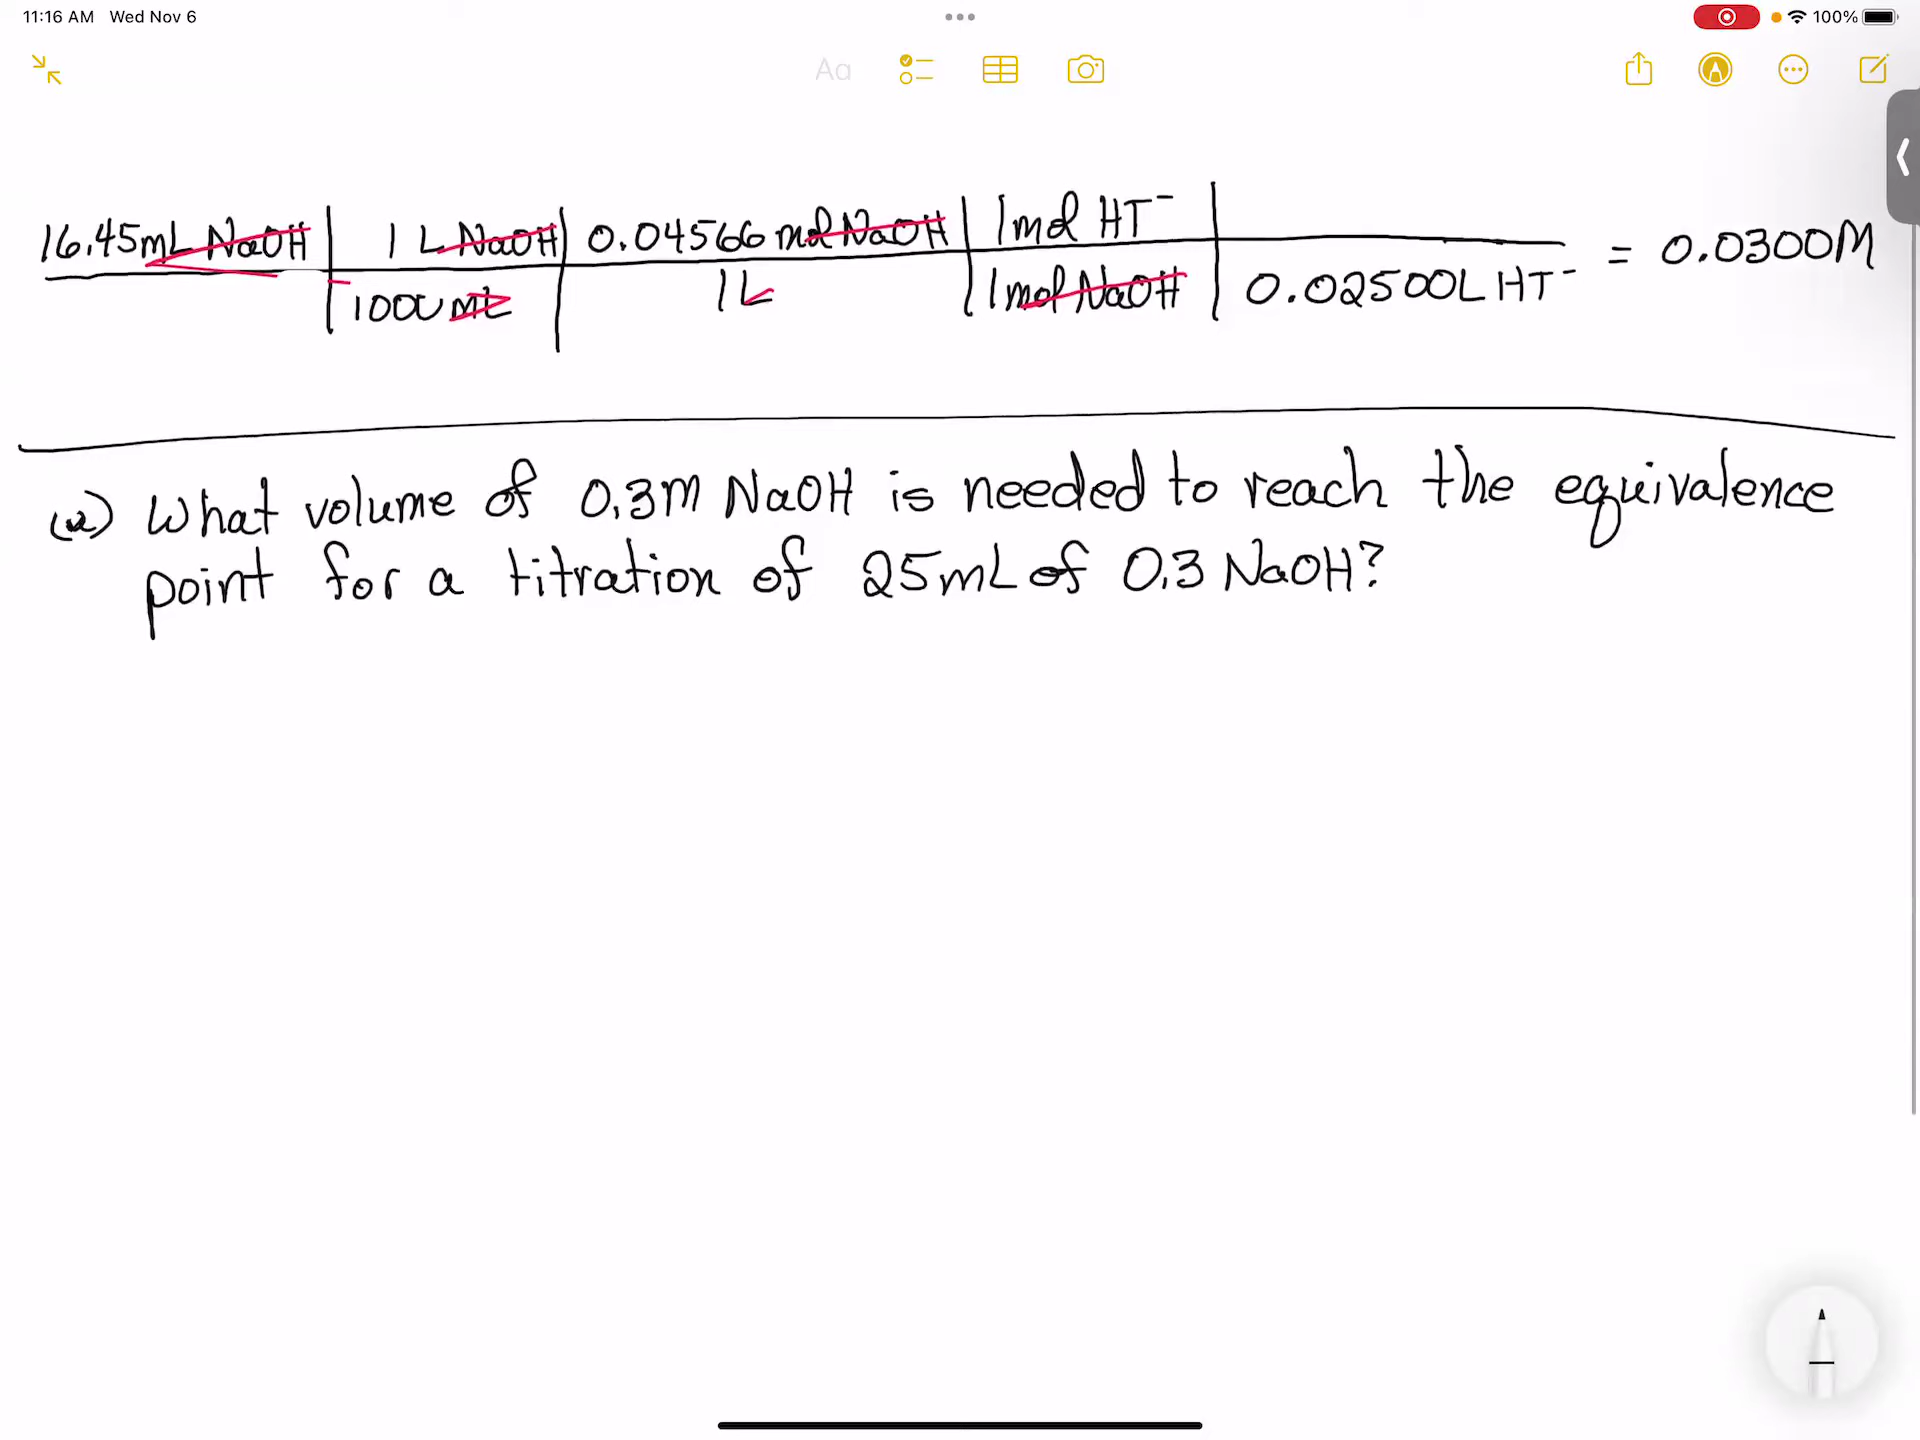 11:16 AM Wed Nov 6
100%
Aa
16.45mL NaOH | 1 L NaOH | 0.04566 mol NaOH | 1mol HT⁻ | = 0.0300M
1000 mL | 1L | 1mol NaOH | 0.02500L HT⁻
(a) What volume of 0.3M NaOH is needed to reach the equivalence
point for a titration of 25mL of 0.3 NaOH?